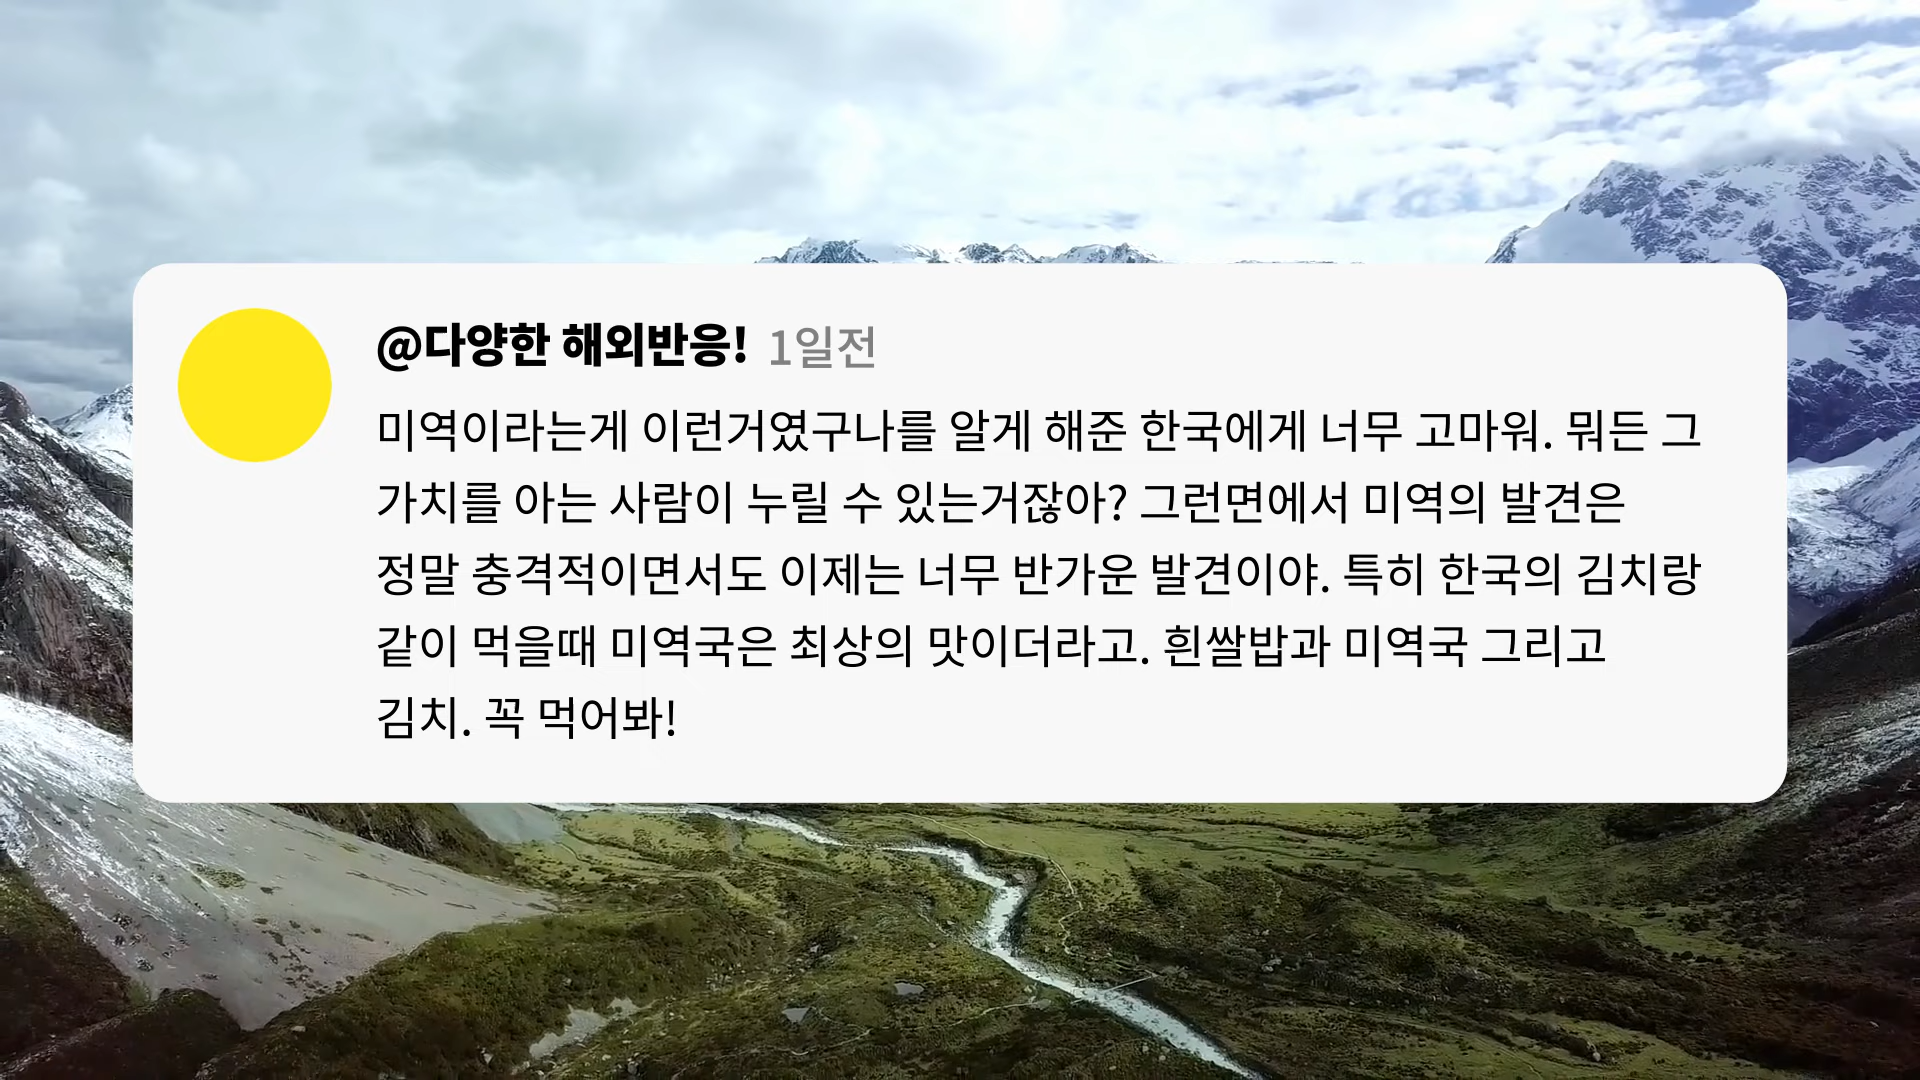 @다양한 해외반응! 1일전
미역이라는게 이런거였구나를 알게 해준 한국에게 너무 고마워. 뭐든 그
가치를 아는 사람이 누릴 수 있는거잖아? 그런면에서 미역의 발견은
정말 충격적이면서도 이제는 너무 반가운 발견이야. 특히 한국의 김치랑
같이 먹을때 미역국은 최상의 맛이더라고. 흰쌀밥과 미역국 그리고
김치. 꼭 먹어봐!